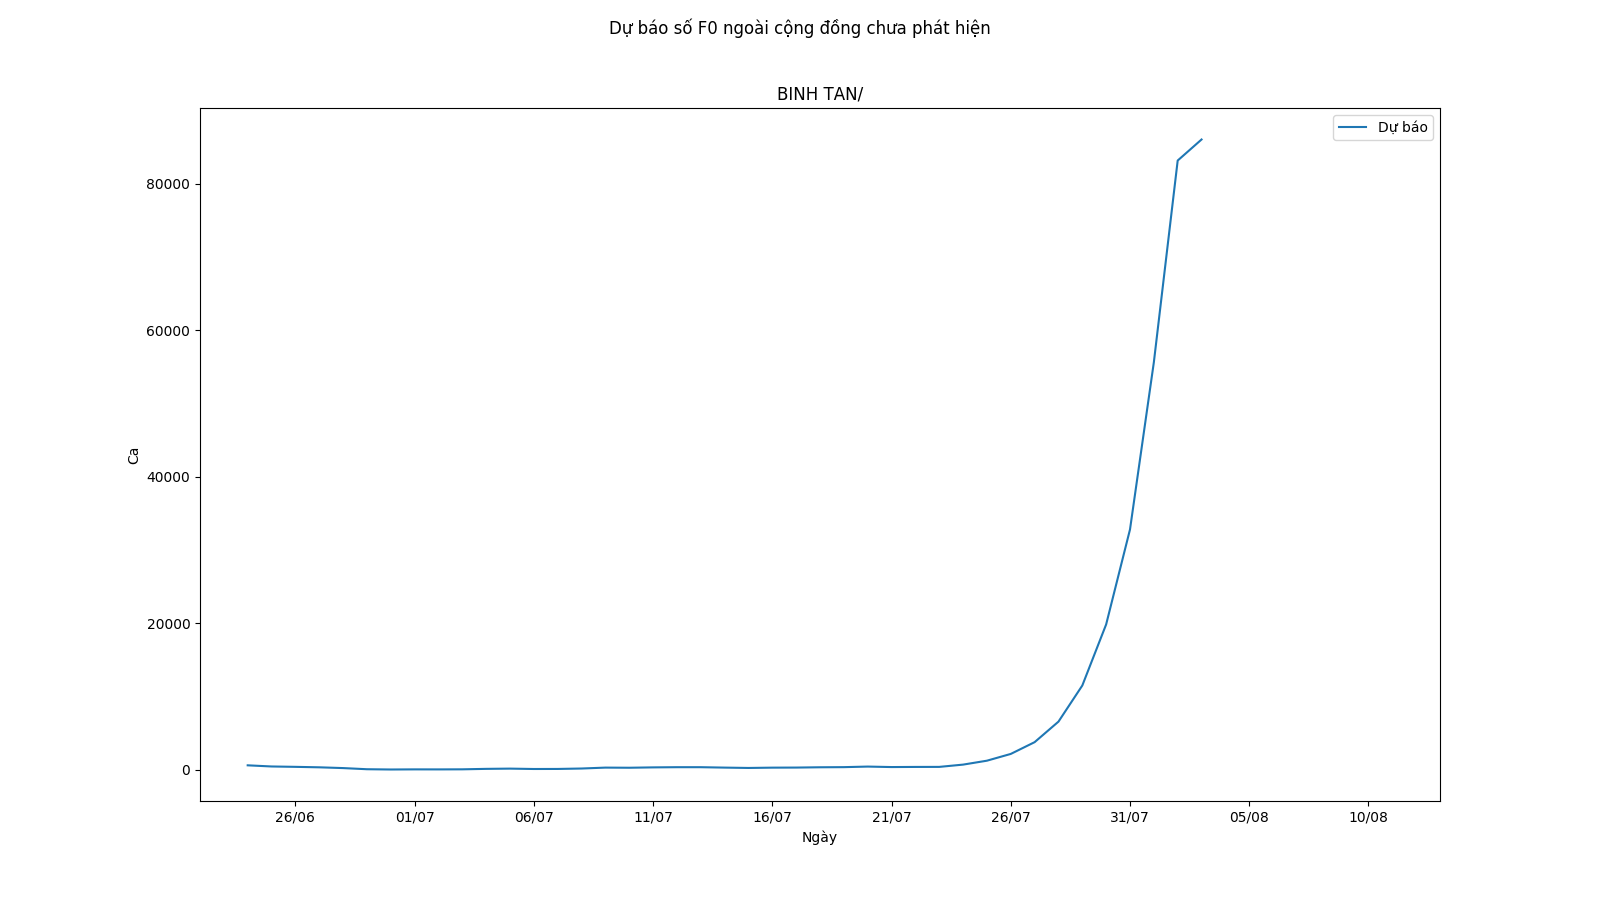 Dự báo số F0 ngoài cộng đồng chưa phát hiện
BINH TAN/
Dự báo
80000
60000
40000
20000
0
Ca
26/06 01/07 06/07 11/07 16/07 21/07 26/07 31/07 05/08 10/08
Ngày